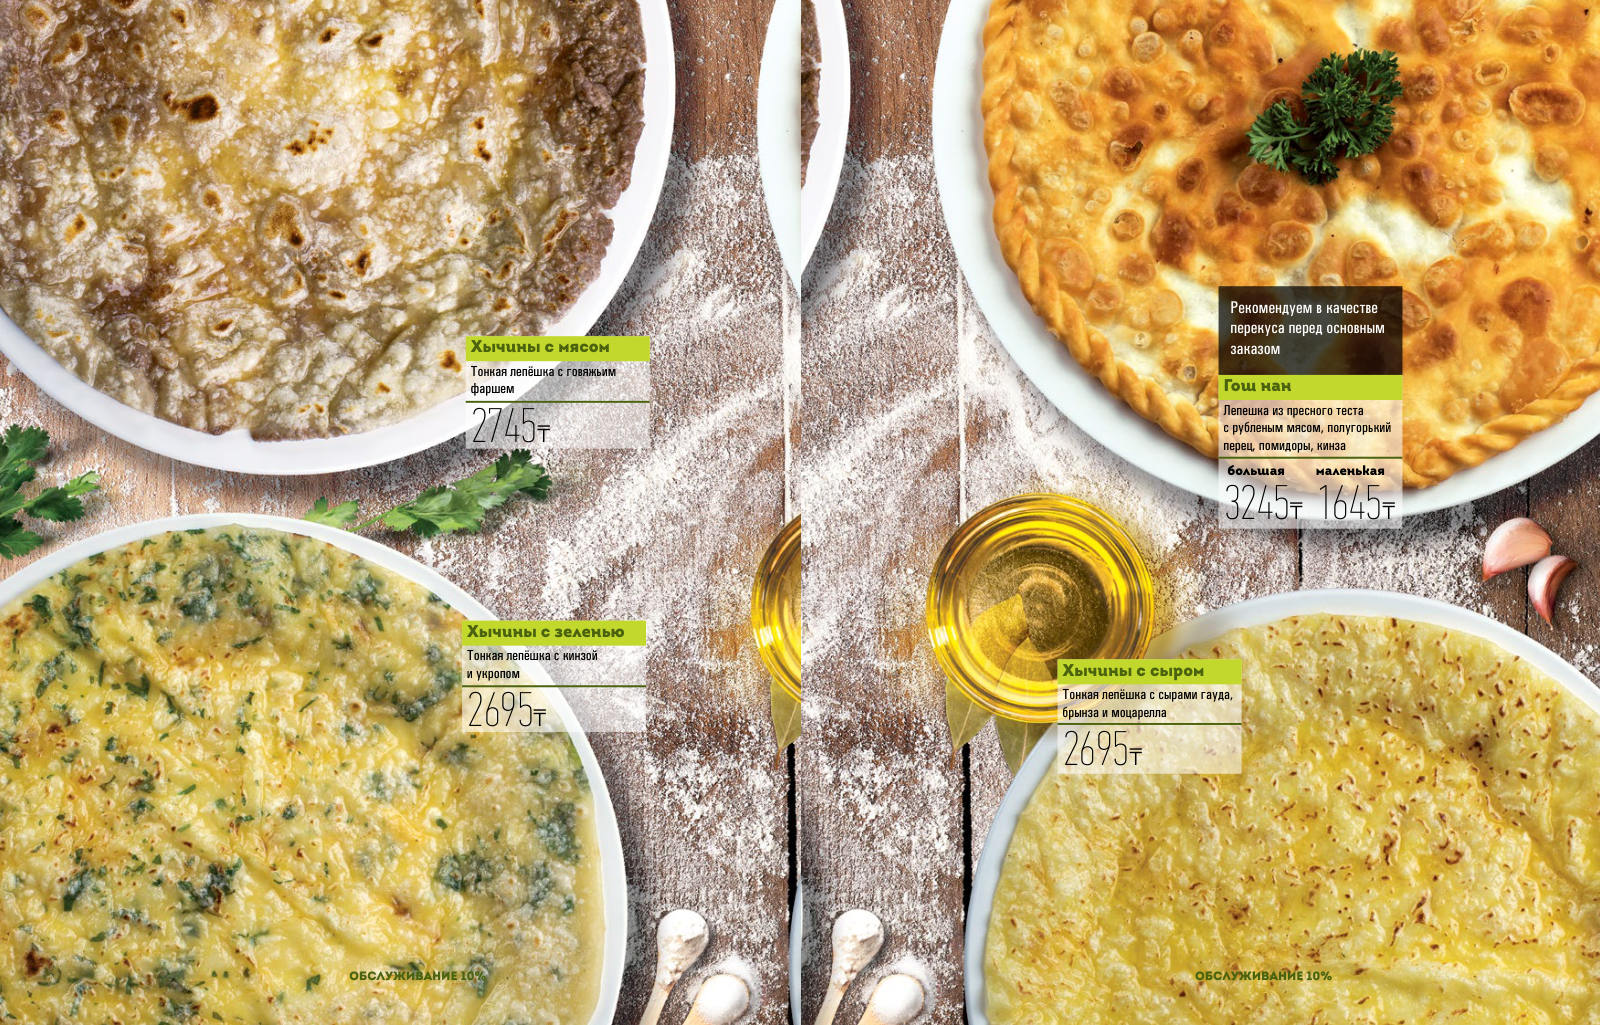 Хычины с мясом
Тонкая лепёшка с говяжьим
фаршем
2745₸
Хычины с зеленью
Тонкая лепёшка с кинзой
и укропом
2695₸
ОБСЛУЖИВАНИЕ 10%
Рекомендуем в качестве
перекуса перед основным
заказом
Гош нан
Лепешка из пресного теста
с рубленым мясом, полугорький
перец, помидоры, кинза
большая маленькая
3245₸ 1645₸
Хычины с сыром
Тонкая лепёшка с сырами гауда,
брынза и моцарелла
2695₸
ОБСЛУЖИВАНИЕ 10%